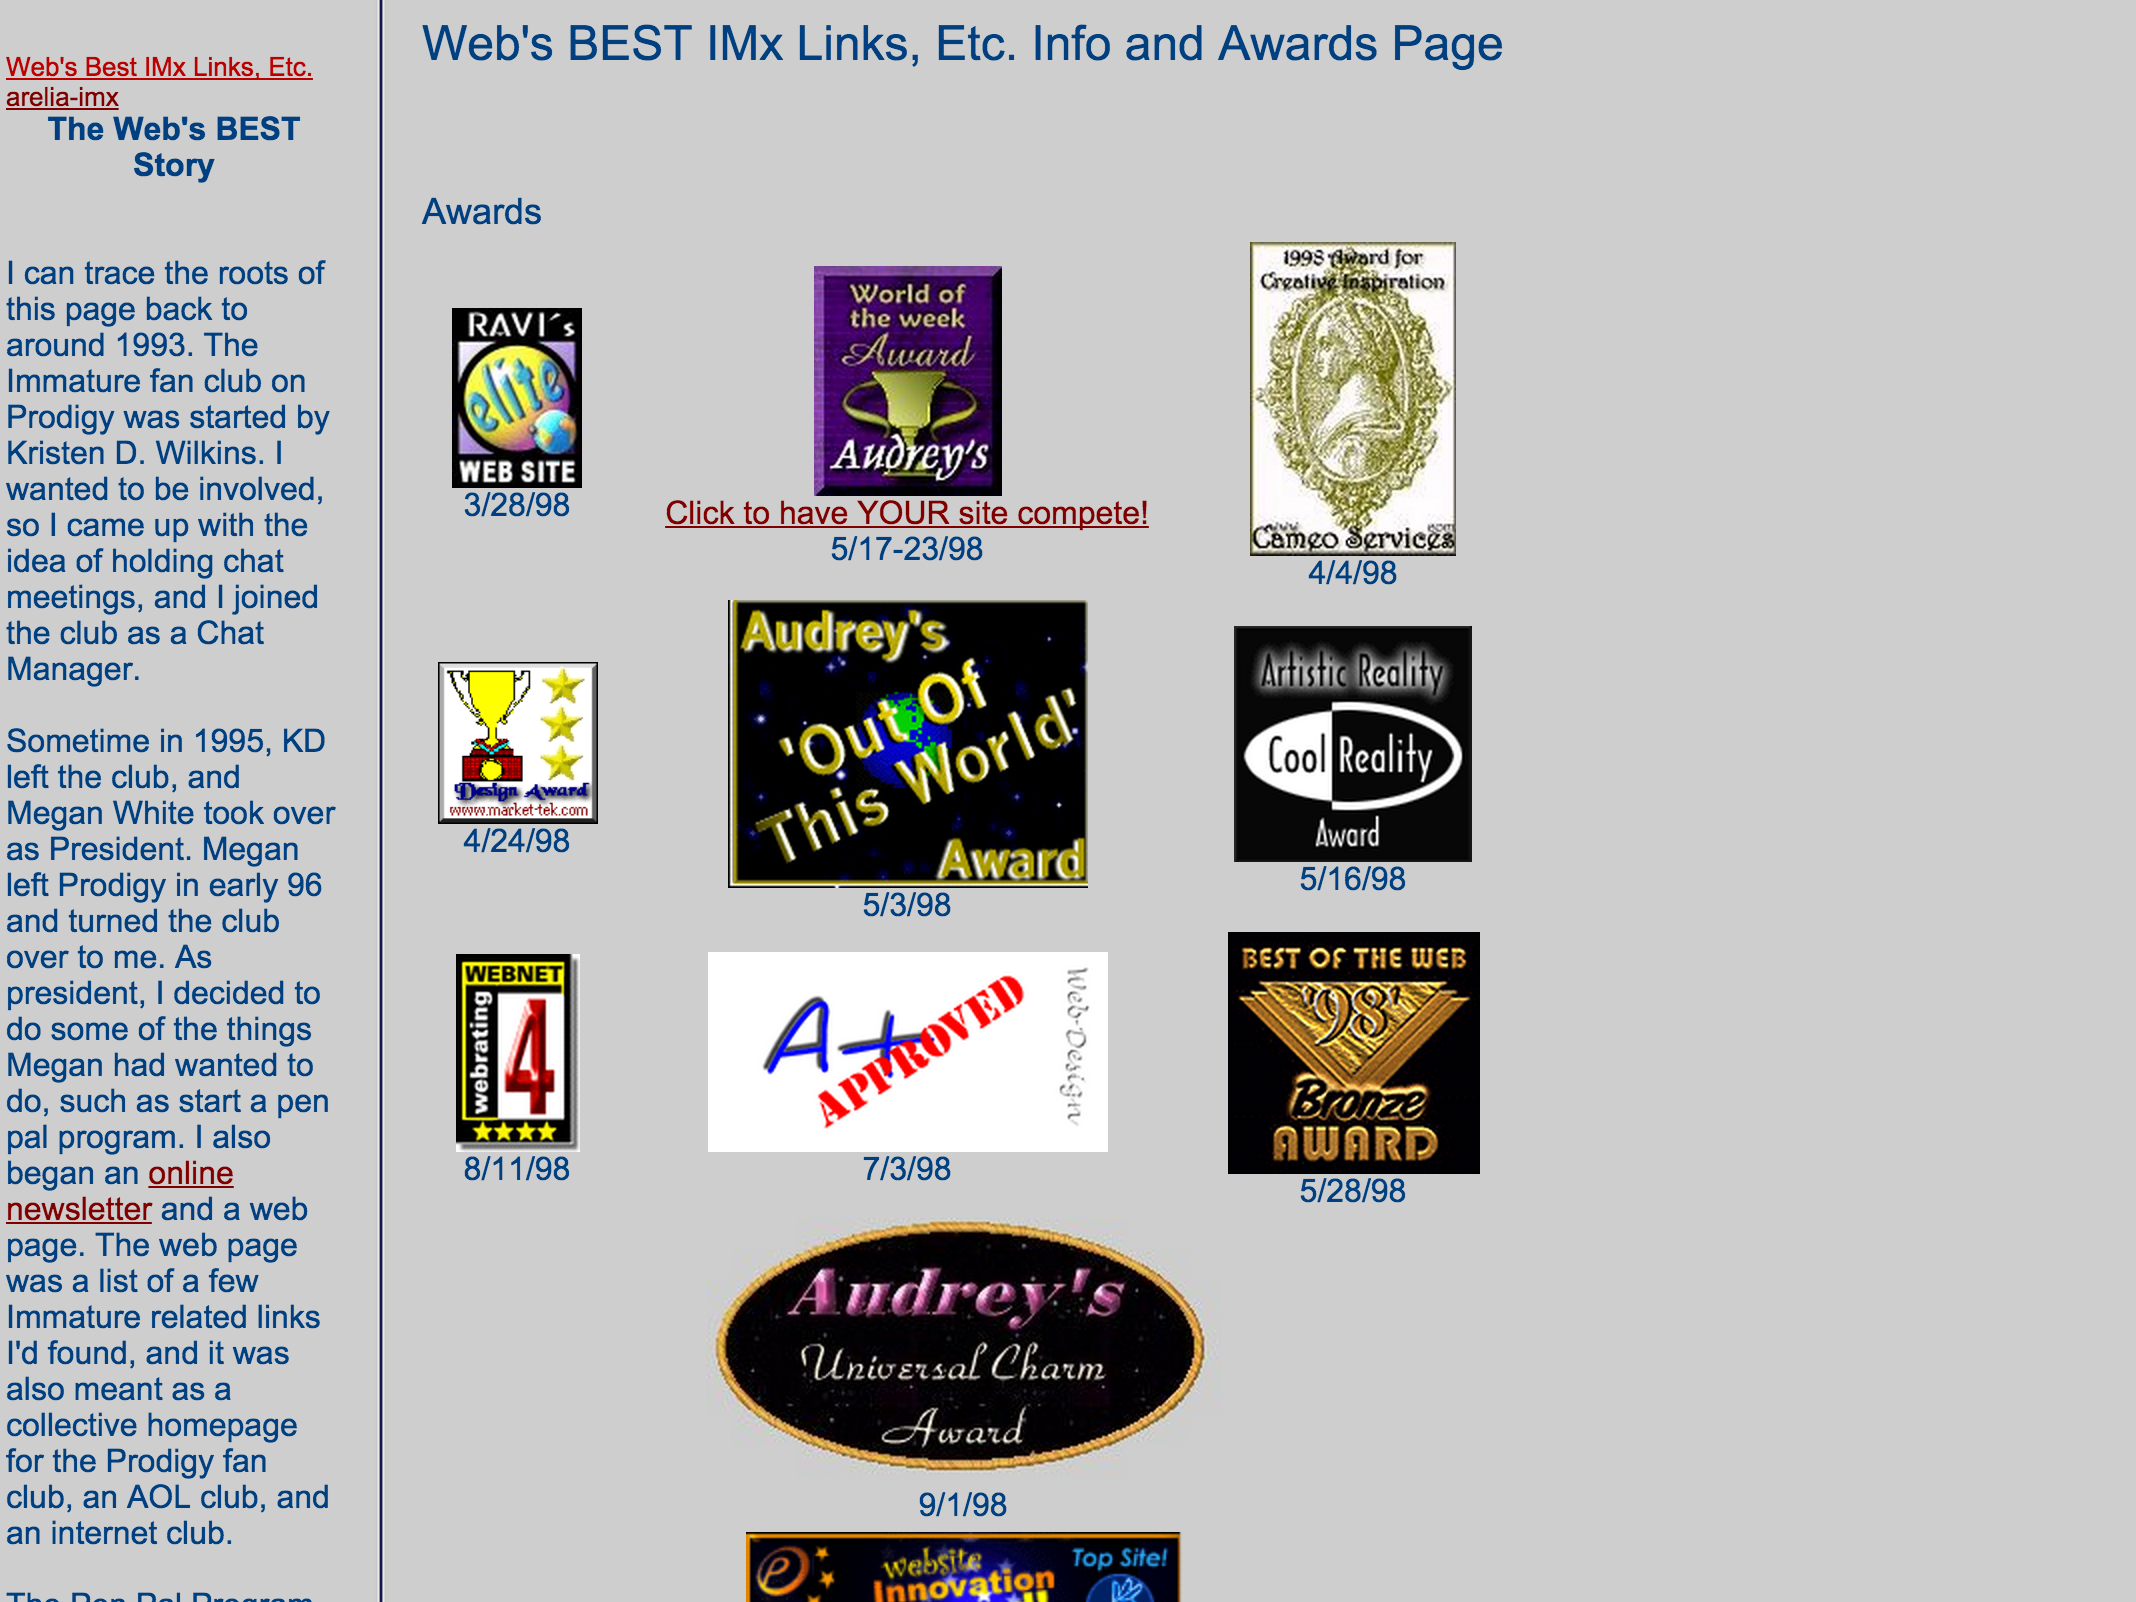 Web's Best IMx Links, Etc.
arelia-imx
The Web's BEST
Story
I can trace the roots of
this page back to
around 1993. The
Immature fan club on
Prodigy was started by
Kristen D. Wilkins. I
wanted to be involved,
so I came up with the
idea of holding chat
meetings, and I joined
the club as a Chat
Manager.
Sometime in 1995, KD
left the club, and
Megan White took over
as President. Megan
left Prodigy in early 96
and turned the club
over to me. As
president, I decided to
do some of the things
Megan had wanted to
do, such as start a pen
pal program. I also
began an online
newsletter and a web
page. The web page
was a list of a few
Immature related links
I'd found, and it was
also meant as a
collective homepage
for the Prodigy fan
club, an AOL club, and
an internet club.
The Pen Pal Program
Web's BEST IMx Links, Etc. Info and Awards Page
Awards
RAVI's
elite
WEB SITE
3/28/98
World of
the week
Award
Audrey's
Click to have YOUR site compete!
5/17-23/98
1998 Award for
Creative Inspiration
www.
.com
Cameo Services
4/4/98
Design Award
www.market-tek.com
4/24/98
Audrey's
'Out Of
This World'
Award
5/3/98
Artistic Reality
Cool Reality
Award
5/16/98
WEBNET
webrating
4
8/11/98
A+
APPROVED
Web-Design
7/3/98
BEST OF THE WEB
'98'
Bronze
AWARD
5/28/98
Audrey's
Universal Charm
Award
9/1/98
e
website
Innovation
Top Site!